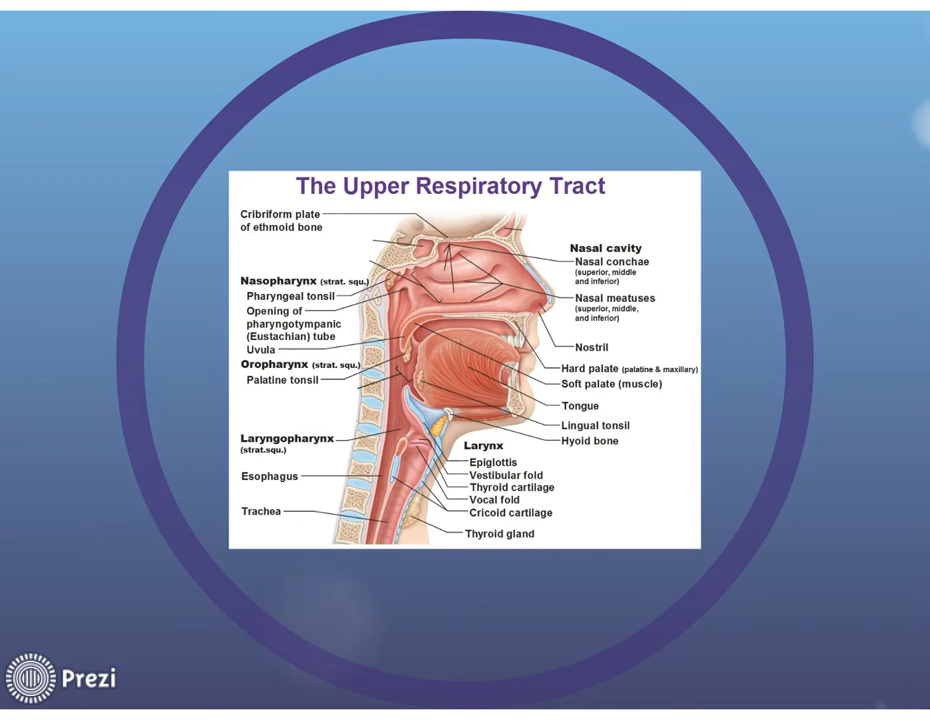 The Upper Respiratory Tract
Cribriform plate
of ethmoid bone
Nasopharynx (strat. squ.)
Pharyngeal tonsil
Opening of
pharyngotympanic
(Eustachian) tube
Uvula
Oropharynx (strat. squ.)
Palatine tonsil
Laryngopharynx
(strat.squ.)
Esophagus
Trachea
Nasal cavity
Nasal conchae
(superior, middle
and inferior)
Nasal meatuses
(superior, middle,
and inferior)
Nostril
Hard palate (palatine & maxillary)
Soft palate (muscle)
Tongue
Lingual tonsil
Hyoid bone
Larynx
Epiglottis
Vestibular fold
Thyroid cartilage
Vocal fold
Cricoid cartilage
Thyroid gland
Prezi